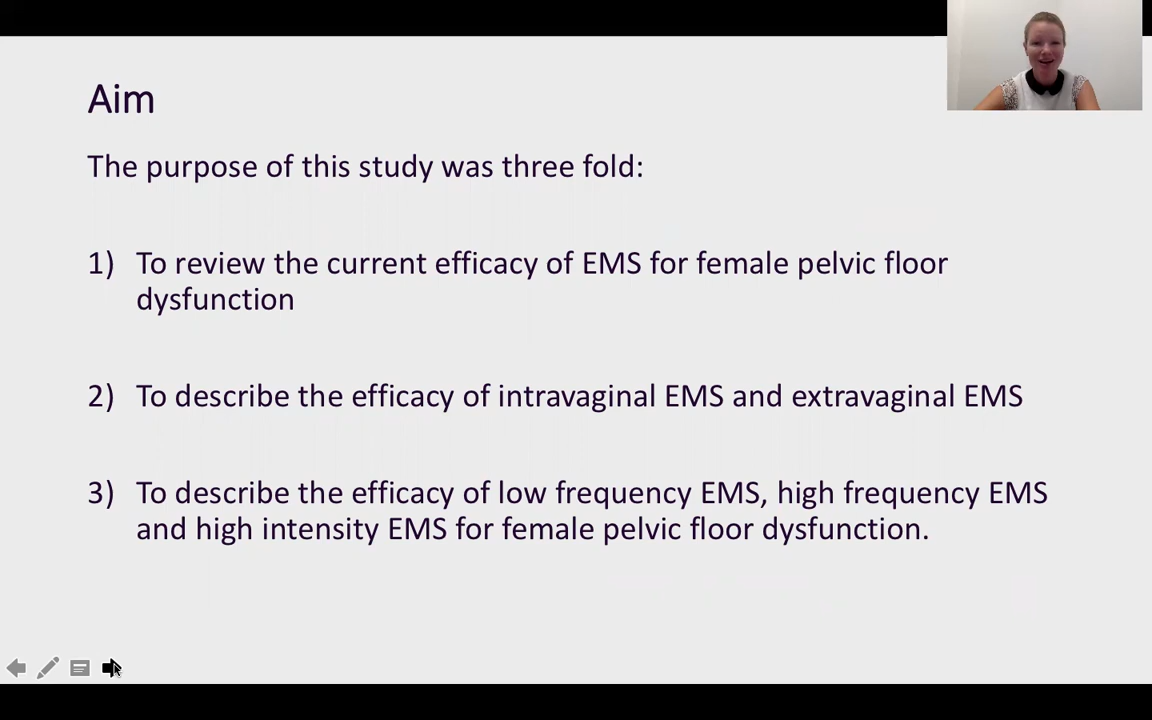 Aim
The purpose of this study was three fold:
1) To review the current efficacy of EMS for female pelvic floor
dysfunction
2) To describe the efficacy of intravaginal EMS and extravaginal EMS
3) To describe the efficacy of low frequency EMS, high frequency EMS
and high intensity EMS for female pelvic floor dysfunction.